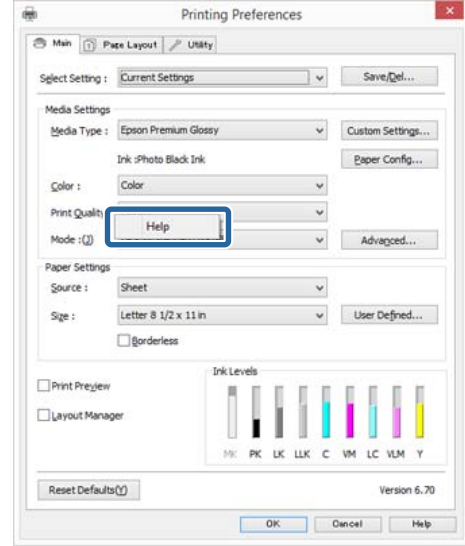 Printing Preferences
Main Page Layout Utility
Select Setting : Current Settings Save/Del...
Media Settings
Media Type : Epson Premium Glossy Custom Settings...
Ink :Photo Black Ink Paper Config...
Color : Color
Print Quality
Help
Mode :(J) Advanced...
Paper Settings
Source : Sheet
Size : Letter 8 1/2 x 11 in User Defined...
Borderless
Ink Levels
Print Preview
Layout Manager
MK PK LK LLK C VM LC VLM Y
Reset Defaults(Y) Version 6.70
OK Cancel Help